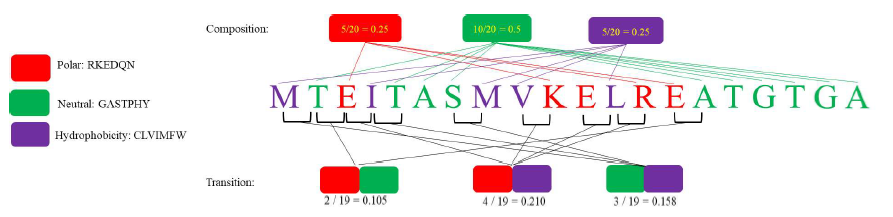 Composition:
5/20 = 0.25
10/20 = 0.5
5/20 = 0.25
Polar: RKEDQN
Neutral: GASTPHY
Hydrophobicity: CLVIMFW
MTEITASMVKELREATGTGA
Transition:
2 / 19 = 0.105
4 / 19 = 0.210
3 / 19 = 0.158